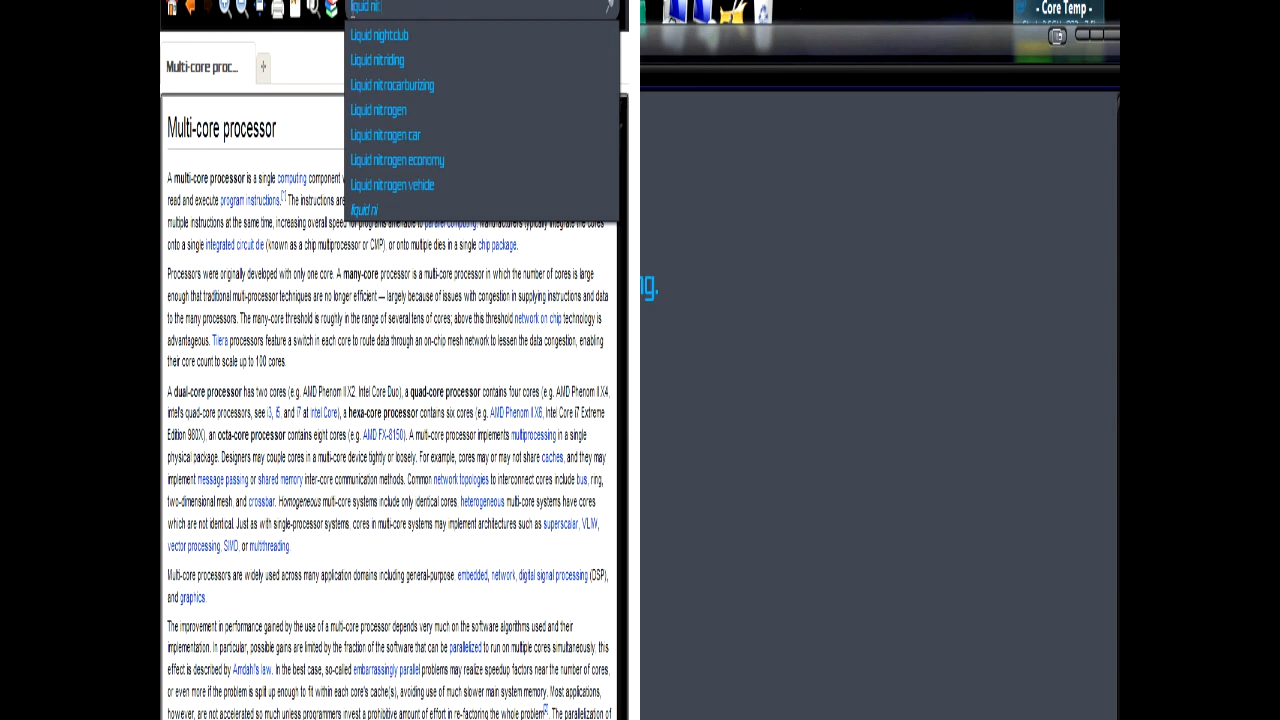 liquid nit
Liquid nightclub
Liquid nitriding
Liquid nitrocarburizing
Liquid nitrogen
Liquid nitrogen car
Liquid nitrogen economy
Liquid nitrogen vehicle
liquid ni
Multi-core proc...
+
Multi-core processor
A multi-core processor is a single computing component
read and execute program instructions.[1] The instructions are
multiple instructions at the same time, increasing overall speed for programs amenable to parallel computing. Manufacturers typically integrate the cores
onto a single integrated circuit die (known as a chip multiprocessor or CMP), or onto multiple dies in a single chip package.
Processors were originally developed with only one core. A many-core processor is a multi-core processor in which the number of cores is large
enough that traditional multi-processor techniques are no longer efficient — largely because of issues with congestion in supplying instructions and data
to the many processors. The many-core threshold is roughly in the range of several tens of cores; above this threshold network on chip technology is
advantageous. Tilera processors feature a switch in each core to route data through an on-chip mesh network to lessen the data congestion, enabling
their core count to scale up to 100 cores.
A dual-core processor has two cores (e.g. AMD Phenom II X2, Intel Core Duo), a quad-core processor contains four cores (e.g. AMD Phenom II X4,
intel's quad-core processors, see i3, i5, and i7 at Intel Core), a hexa-core processor contains six cores (e.g. AMD Phenom II X6, Intel Core i7 Extreme
Edition 980X), an octa-core processor contains eight cores (e.g. AMD FX-8150). A multi-core processor implements multiprocessing in a single
physical package. Designers may couple cores in a multi-core device tightly or loosely. For example, cores may or may not share caches, and they may
implement message passing or shared memory inter-core communication methods. Common network topologies to interconnect cores include bus, ring,
two-dimensional mesh, and crossbar. Homogeneous multi-core systems include only identical cores, heterogeneous multi-core systems have cores
which are not identical. Just as with single-processor systems, cores in multi-core systems may implement architectures such as superscalar, VLIW,
vector processing, SIMD, or multithreading.
Multi-core processors are widely used across many application domains including general-purpose, embedded, network, digital signal processing (DSP),
and graphics.
The improvement in performance gained by the use of a multi-core processor depends very much on the software algorithms used and their
implementation. In particular, possible gains are limited by the fraction of the software that can be parallelized to run on multiple cores simultaneously; this
effect is described by Amdahl's law. In the best case, so-called embarrassingly parallel problems may realize speedup factors near the number of cores,
or even more if the problem is split up enough to fit within each core's cache(s), avoiding use of much slower main system memory. Most applications,
however, are not accelerated so much unless programmers invest a prohibitive amount of effort in re-factoring the whole problem[2]. The parallelization of
- Core Temp -
ng.